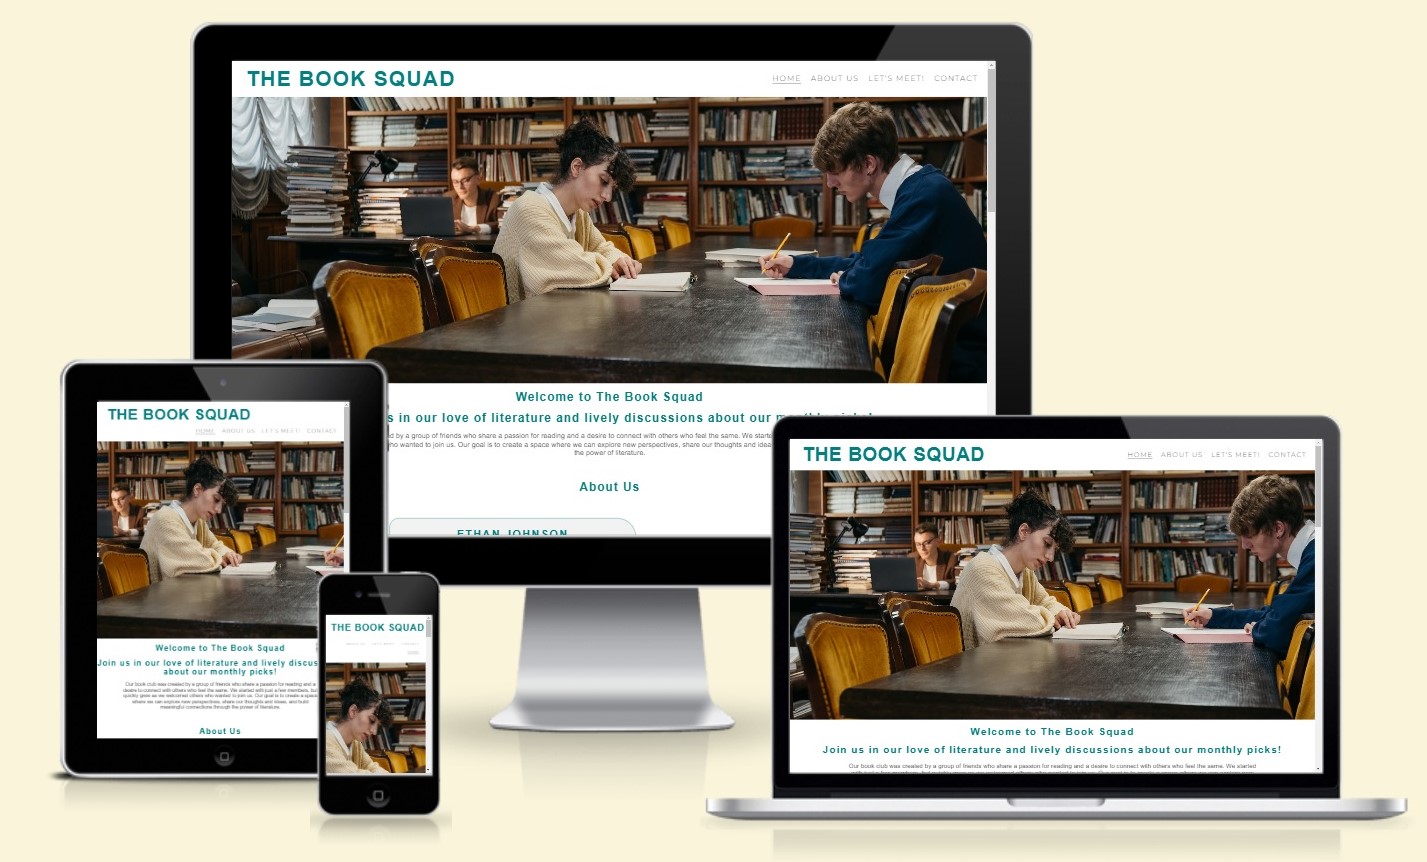 THE BOOK SQUAD
HOME ABOUT US LET'S MEET! CONTACT
Welcome to The Book Squad
s in our love of literature and lively discussions about our monthly picks!
d by a group of friends who share a passion for reading and a desire to connect with others who feel the same. We starte
ho wanted to join us. Our goal is to create a space where we can explore new perspectives, share our thoughts and ideas
the power of literature.
About Us
ETHAN JOHNSON
THE BOOK SQUAD
HOME ABOUT US LET'S MEET! CONTACT
Welcome to The Book Squad
Join us in our love of literature and lively discus
about our monthly picks!
Our book club was created by a group of friends who share a passion for reading and a
desire to connect with others who feel the same. We started with just a few members, but
quickly grew as we welcomed others who wanted to join us. Our goal is to create a space
where we can explore new perspectives, share our thoughts and ideas, and build
meaningful connections through the power of literature.
About Us
THE BOOK SQUAD
THE BOOK SQUAD
HOME ABOUT US LET'S MEET! CONTACT
Welcome to The Book Squad
Join us in our love of literature and lively discussions about our monthly picks!
Our book club was created by a group of friends who share a passion for reading and a desire to connect with others who feel the same. We started